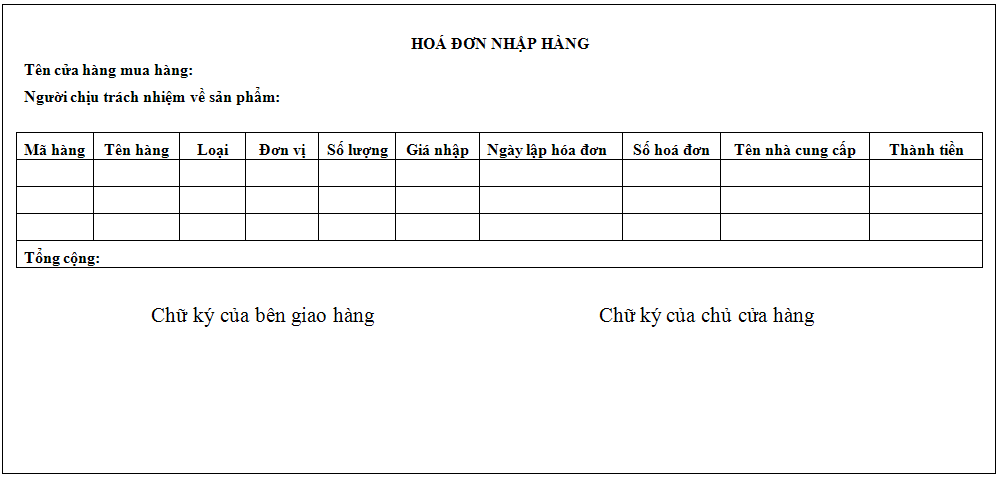 HOÁ ĐƠN NHẬP HÀNG
Tên cửa hàng mua hàng:
Người chịu trách nhiệm về sản phẩm:
Mã hàng Tên hàng Loại Đơn vị Số lượng Giá nhập Ngày lập hóa đơn Số hoá đơn Tên nhà cung cấp Thành tiền
Tổng cộng:
Chữ ký của bên giao hàng Chữ ký của chủ cửa hàng